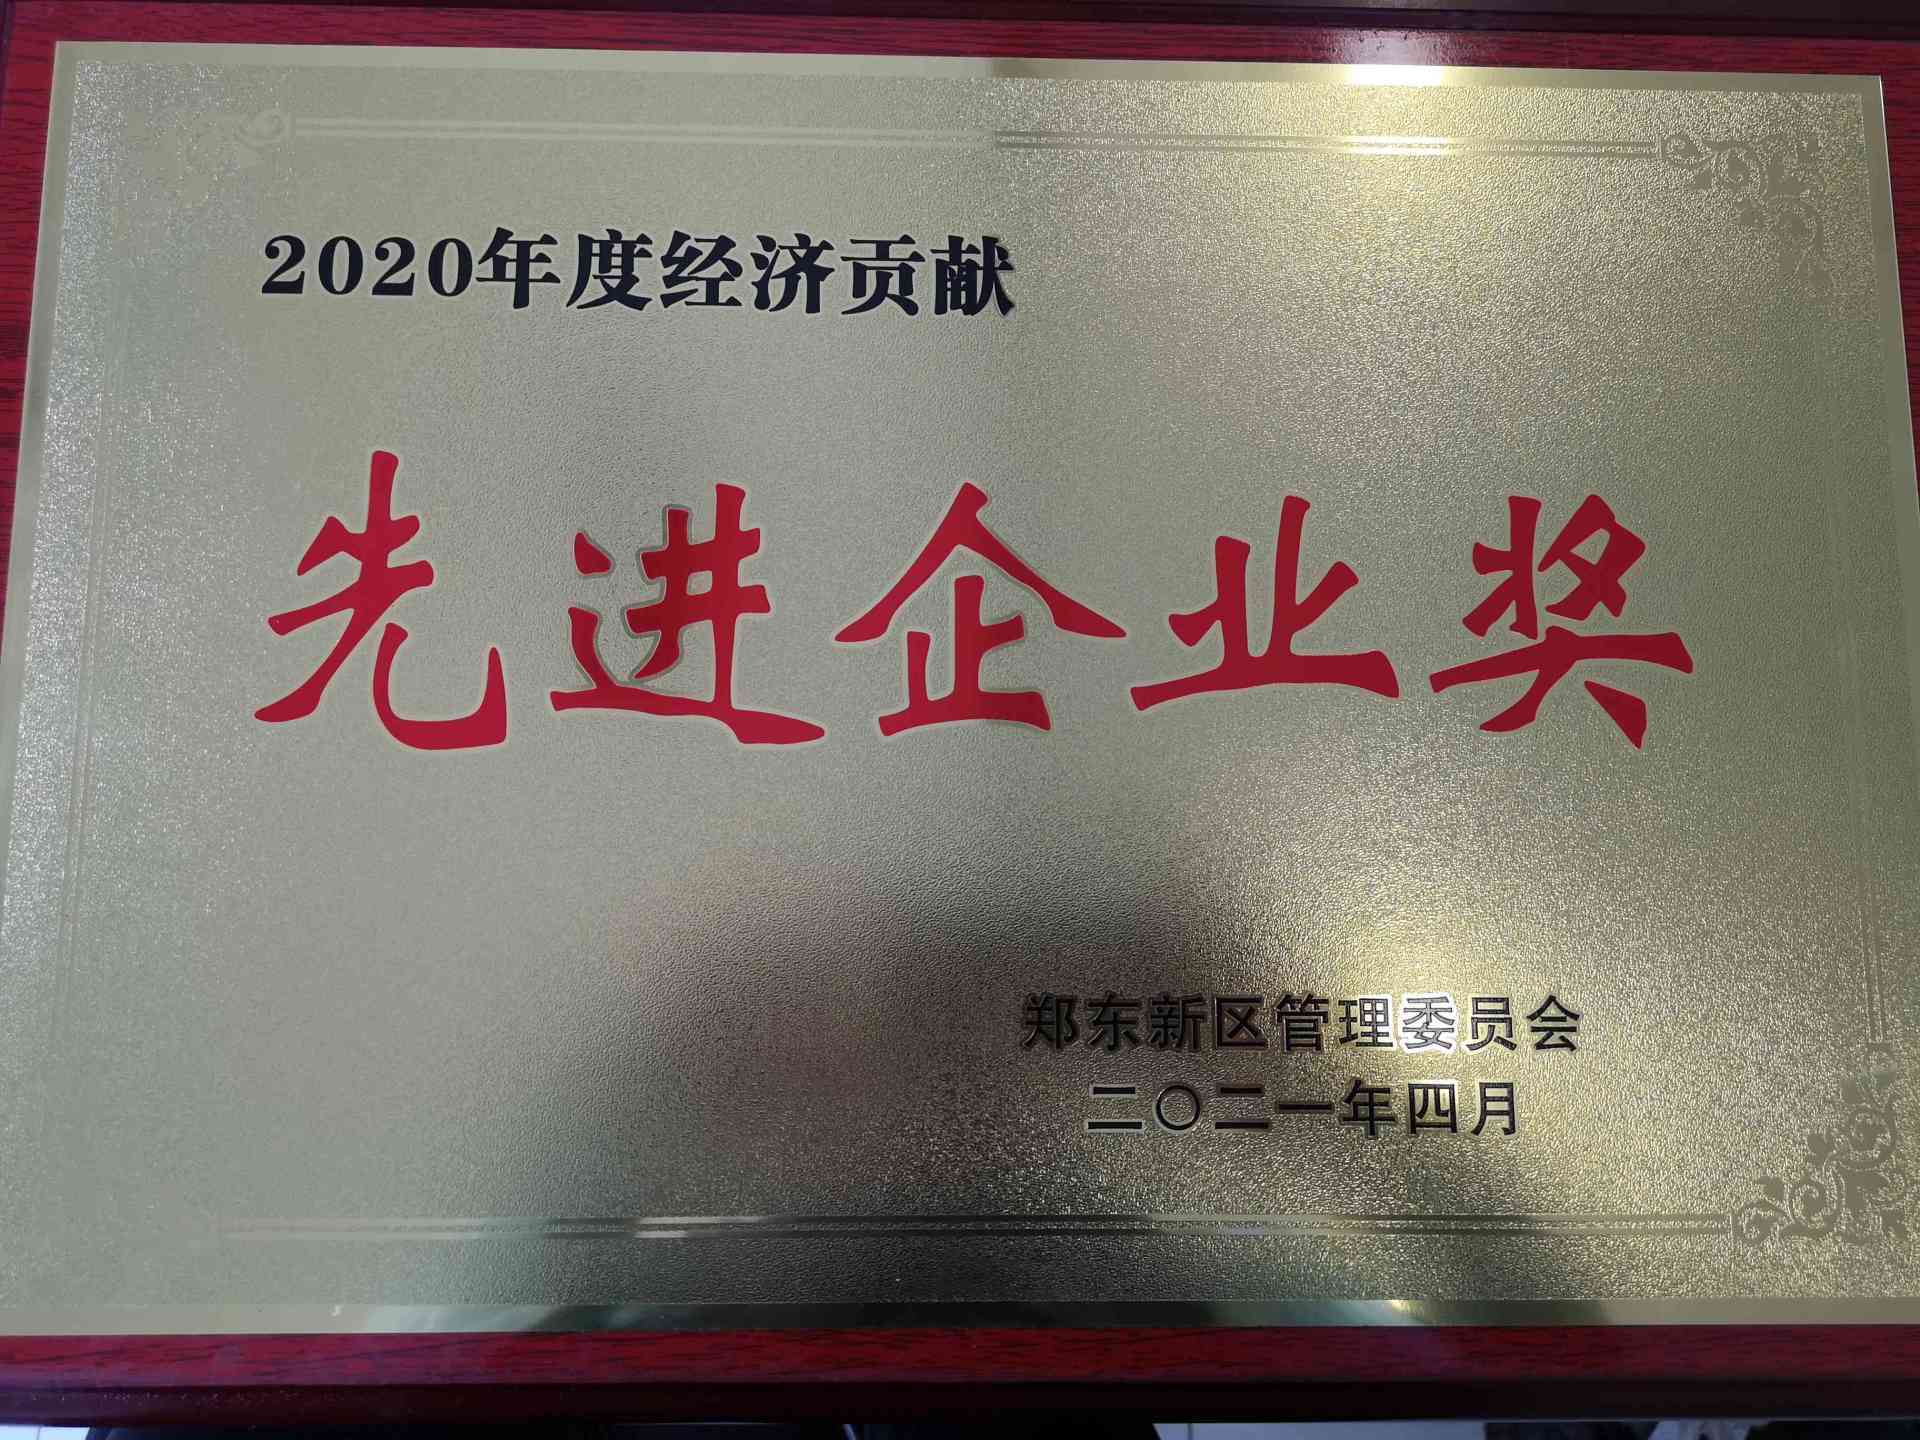 2020年度经济贡献
先进企业奖
郑东新区管理委员会
二〇二一年四月